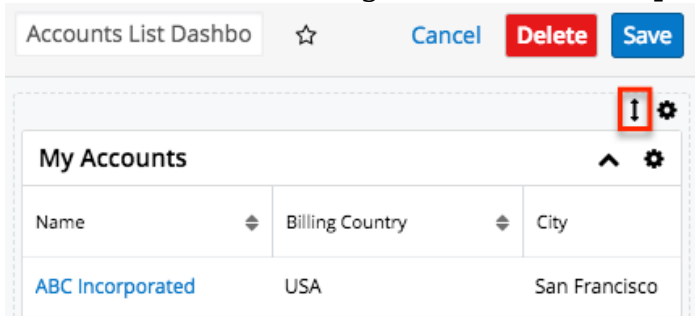 Accounts List Dashbo Cancel Delete Save
My Accounts
Name Billing Country City
ABC Incorporated USA San Francisco